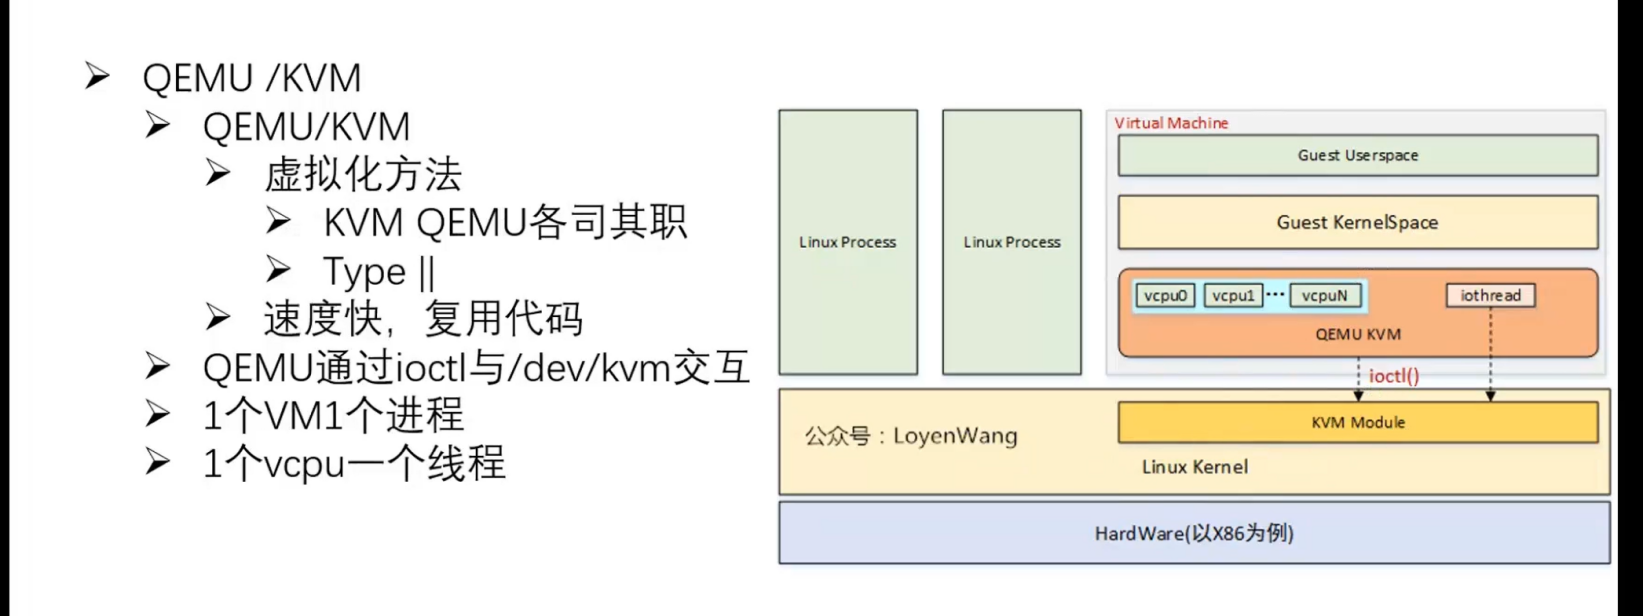 QEMU /KVM
QEMU/KVM
虚拟化方法
KVM QEMU各司其职
Type ||
速度快，复用代码
QEMU通过ioctl与/dev/kvm交互
1个VM1个进程
1个vcpu一个线程
Linux Process
Linux Process
Virtual Machine
Guest Userspace
Guest KernelSpace
vcpu0 vcpu1 ··· vcpuN
iothread
QEMU KVM
ioctl()
KVM Module
公众号：LoyenWang
Linux Kernel
HardWare(以X86为例)